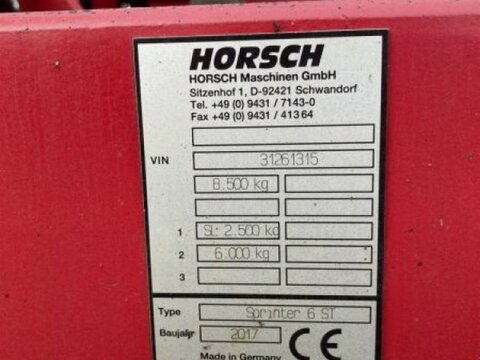 HORSCH
HORSCH Maschinen GmbH
Sitzenhof 1, D-92421 Schwandorf
Tel. +49 (0) 9431 / 7143-0
Fax +49 (0) 9431 / 41364
VIN 31261315
8.500 kg
1 SL: 2.500 kg
2 6.000 kg
3
Type Sprinter 6 ST
Baujahr 2017 CE
Made in Germany